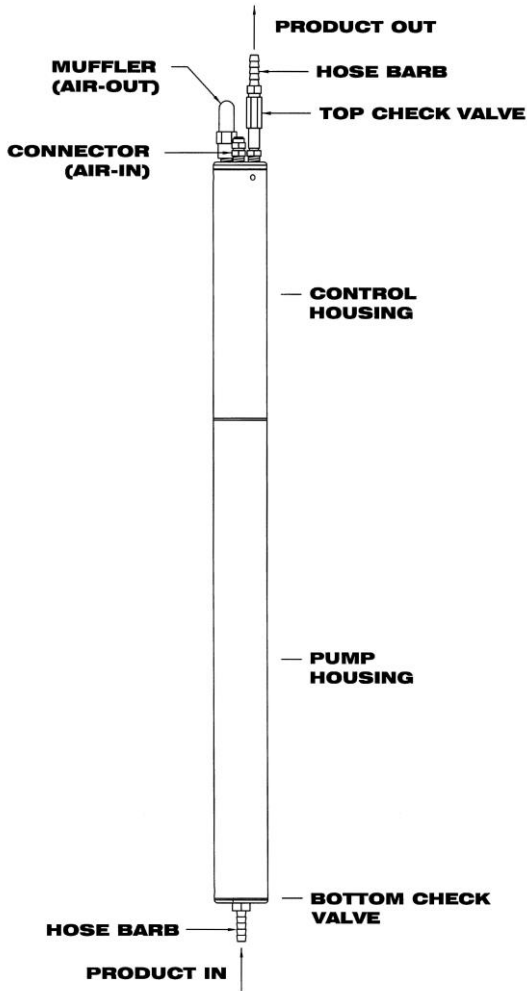 PRODUCT OUT
MUFFLER
(AIR-OUT)
HOSE BARB
TOP CHECK VALVE
CONNECTOR
(AIR-IN)
CONTROL
HOUSING
PUMP
HOUSING
BOTTOM CHECK
VALVE
HOSE BARB
PRODUCT IN